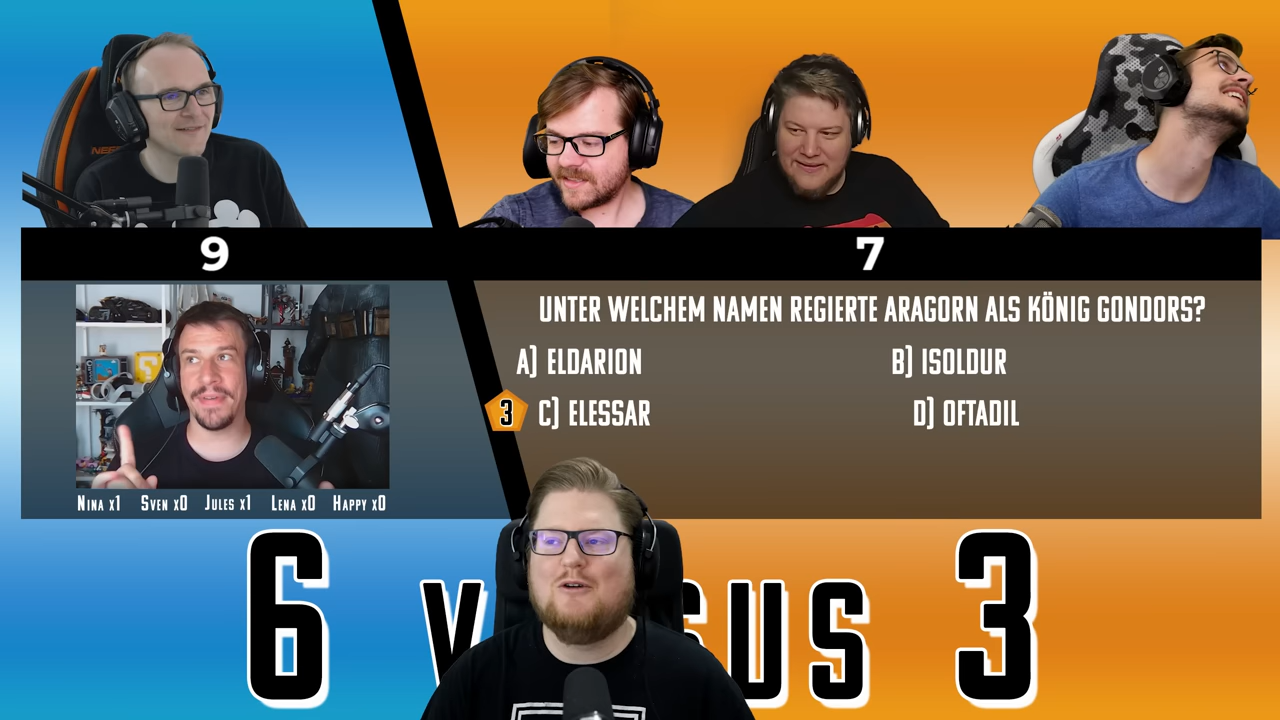 9
7
UNTER WELCHEM NAMEN REGIERTE ARAGORN ALS KÖNIG GONDORS?
A) ELDARION
B) ISOLDUR
3 C) ELESSAR
D) OFTADIL
NINA X1 SVEN X0 JULES X1 LENA X0 HAPPY X0
6
3